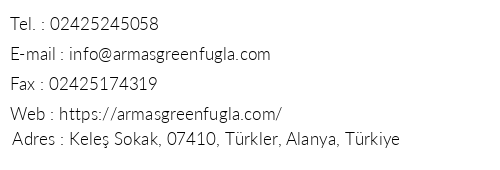 Tel. : 02425245058
E-mail : info@armasgreenfugla.com
Fax : 02425174319
Web : https://armasgreenfugla.com/
Adres : Keleş Sokak, 07410, Türkler, Alanya, Türkiye